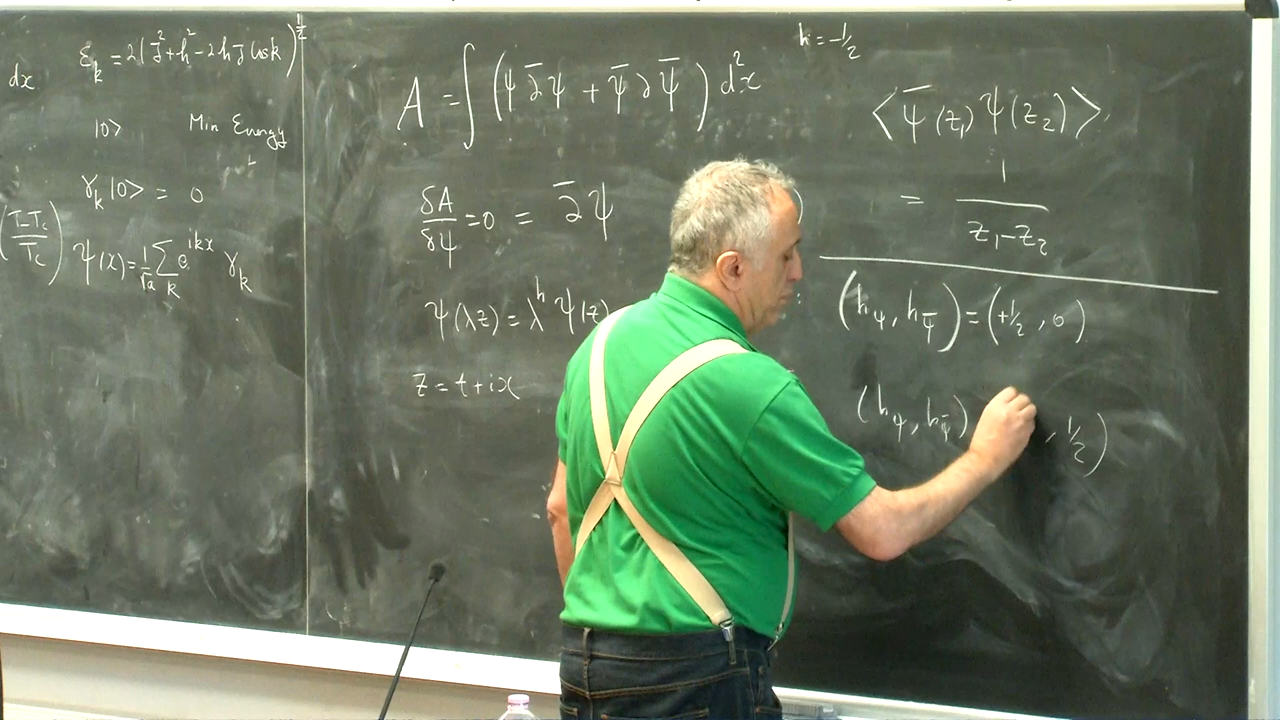 dx
ε_k = 2(J² + h² - 2hJ cosk)^{1/2}
|0> Min Energy
γ_k |0> = 0
(T-T_c / T_c)
ψ(x) = 1/√a Σ_k e^{ikx} γ_k
A = ∫ (ψ ∂̄ ψ + ψ̄ ∂ ψ̄) d²x
δA/δψ = 0 = ∂̄ ψ
)
ψ(λz) = λ^h ψ(z) :
z = t + ix
h = -1/2
<ψ̄(z₁) ψ(z₂)>
= 1 / z₁ - z₂
(h_ψ, h_ψ̄) = (+1/2, 0)
(h_ψ, h_ψ̄) , 1/2)